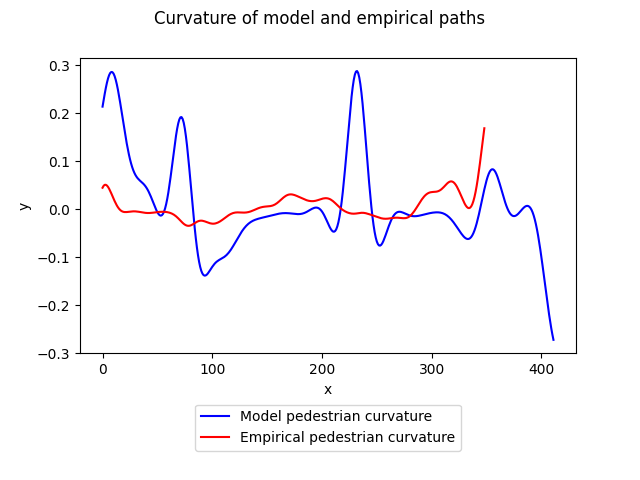 Curvature of model and empirical paths
0.3
0.2
0.1
0.0
−0.1
−0.2
−0.3
y
0 100 200 300 400
x
Model pedestrian curvature
Empirical pedestrian curvature